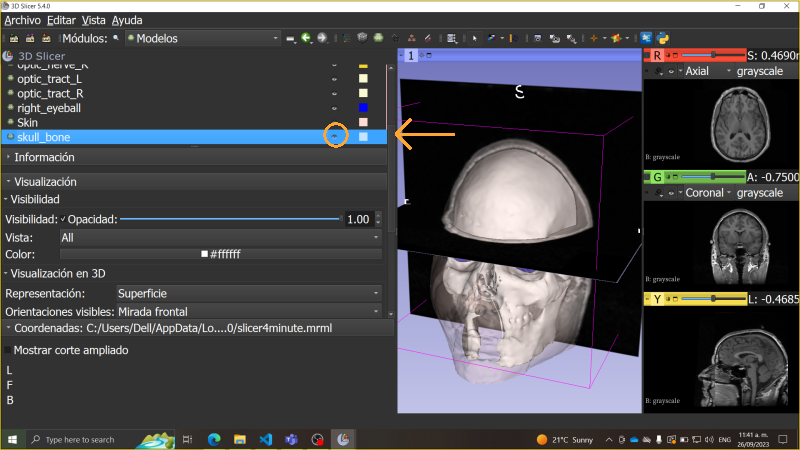 3D Slicer 5.4.0
Archivo Editar Vista Ayuda
Módulos: Modelos
3D Slicer
optic_nerve_R
optic_tract_L
optic_tract_R
right_eyeball
Skin
skull_bone
Información
Visualización
Visibilidad
Visibilidad: Opacidad: 1.00
Vista: All
Color: #ffffff
Visualización en 3D
Representación: Superficie
Orientaciones visibles: Mirada frontal
Coordenadas: C:/Users/Dell/AppData/Lo....0/slicer4minute.mrml
Mostrar corte ampliado
L
F
B
1
S
R S: 0.4690m
Axial grayscale
B: grayscale
G A: -0.7500
Coronal grayscale
B: grayscale
Y L: -0.4685
B: grayscale
Type here to search
21°C Sunny
11:41 a. m.
26/09/2023